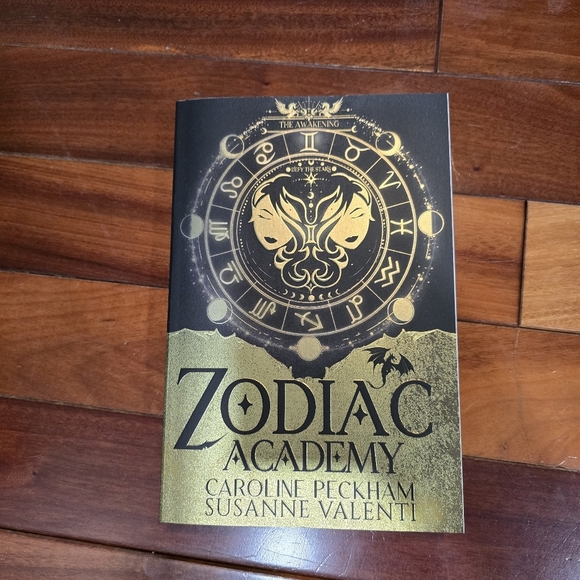 THE AWAKENING
DEFY THE STARS
ZODIAC
ACADEMY
CAROLINE PECKHAM
SUSANNE VALENTI